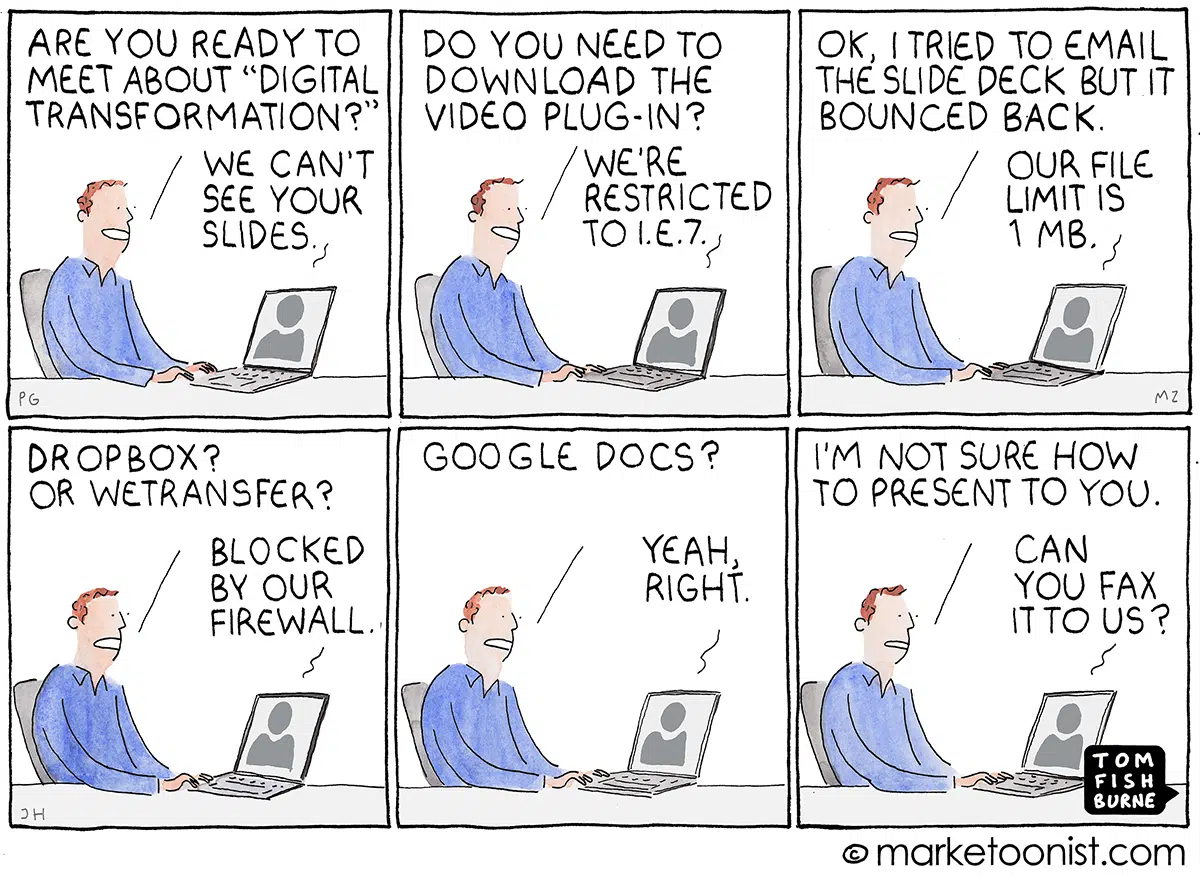 ARE YOU READY TO
MEET ABOUT "DIGITAL
TRANSFORMATION?"
WE CAN'T
SEE YOUR
SLIDES.
PG
DO YOU NEED TO
DOWNLOAD THE
VIDEO PLUG-IN?
WE'RE
RESTRICTED
TO I.E.7.
OK, I TRIED TO EMAIL
THE SLIDE DECK BUT IT
BOUNCED BACK.
OUR FILE
LIMIT IS
1 MB.
MZ
DROPBOX?
OR WETRANSFER?
BLOCKED
BY OUR
FIREWALL.
JH
GOOGLE DOCS?
YEAH,
RIGHT.
I'M NOT SURE HOW
TO PRESENT TO YOU.
CAN
YOU FAX
IT TO US?
TOM
FISH
BURNE
© marketoonist.com